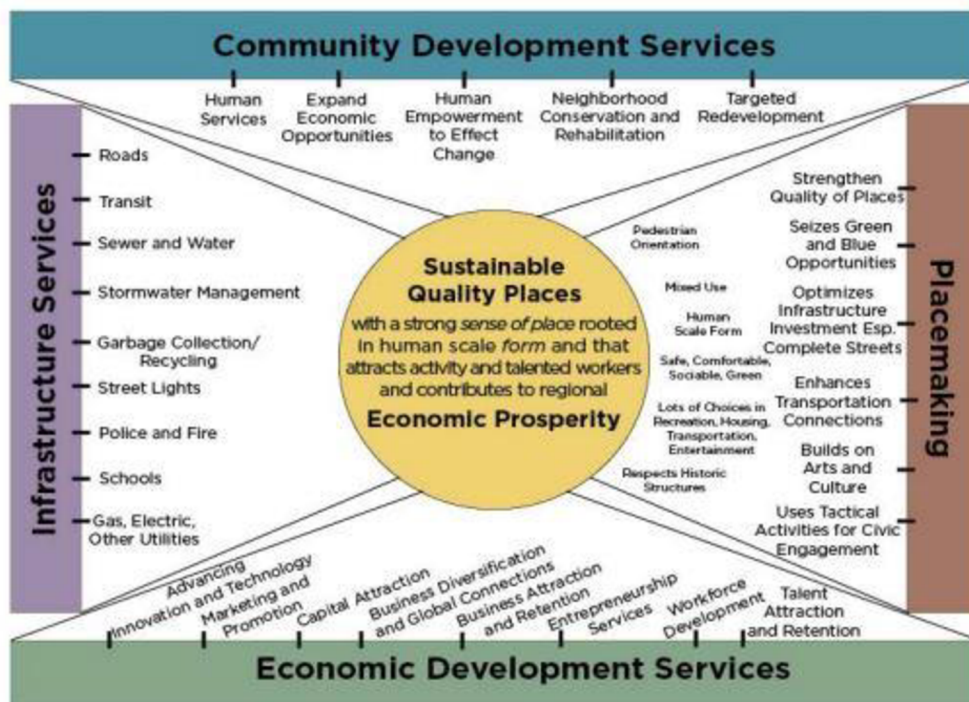 Community Development Services
Human
Services
Expand
Economic
Opportunities
Human
Empowerment
to Effect
Change
Neighborhood
Conservation and
Rehabilitation
Targeted
Redevelopment
Infrastructure Services
Roads
Transit
Sewer and Water
Stormwater Management
Garbage Collection/
Recycling
Street Lights
Police and Fire
Schools
Gas, Electric,
Other Utilities
Sustainable
Quality Places
with a strong sense of place rooted
in human scale form and that
attracts activity and talented workers
and contributes to regional
Economic Prosperity
Pedestrian
Orientation
Mixed Use
Human
Scale Form
Safe, Comfortable,
Sociable, Green
Lots of Choices in
Recreation, Housing,
Transportation,
Entertainment
Respects Historic
Structures
Strengthen
Quality of Places
Seizes Green
and Blue
Opportunities
Optimizes
Infrastructure
Investment Esp.
Complete Streets
Enhances
Transportation
Connections
Builds on
Arts and
Culture
Uses Tactical
Activities for Civic
Engagement
Placemaking
Advancing
Innovation and Technology
Marketing and
Promotion
Capital Attraction
Business Diversification
and Global Connections
Business Attraction
and Retention
Entrepreneurship
Services
Workforce
Development
Talent
Attraction
and Retention
Economic Development Services